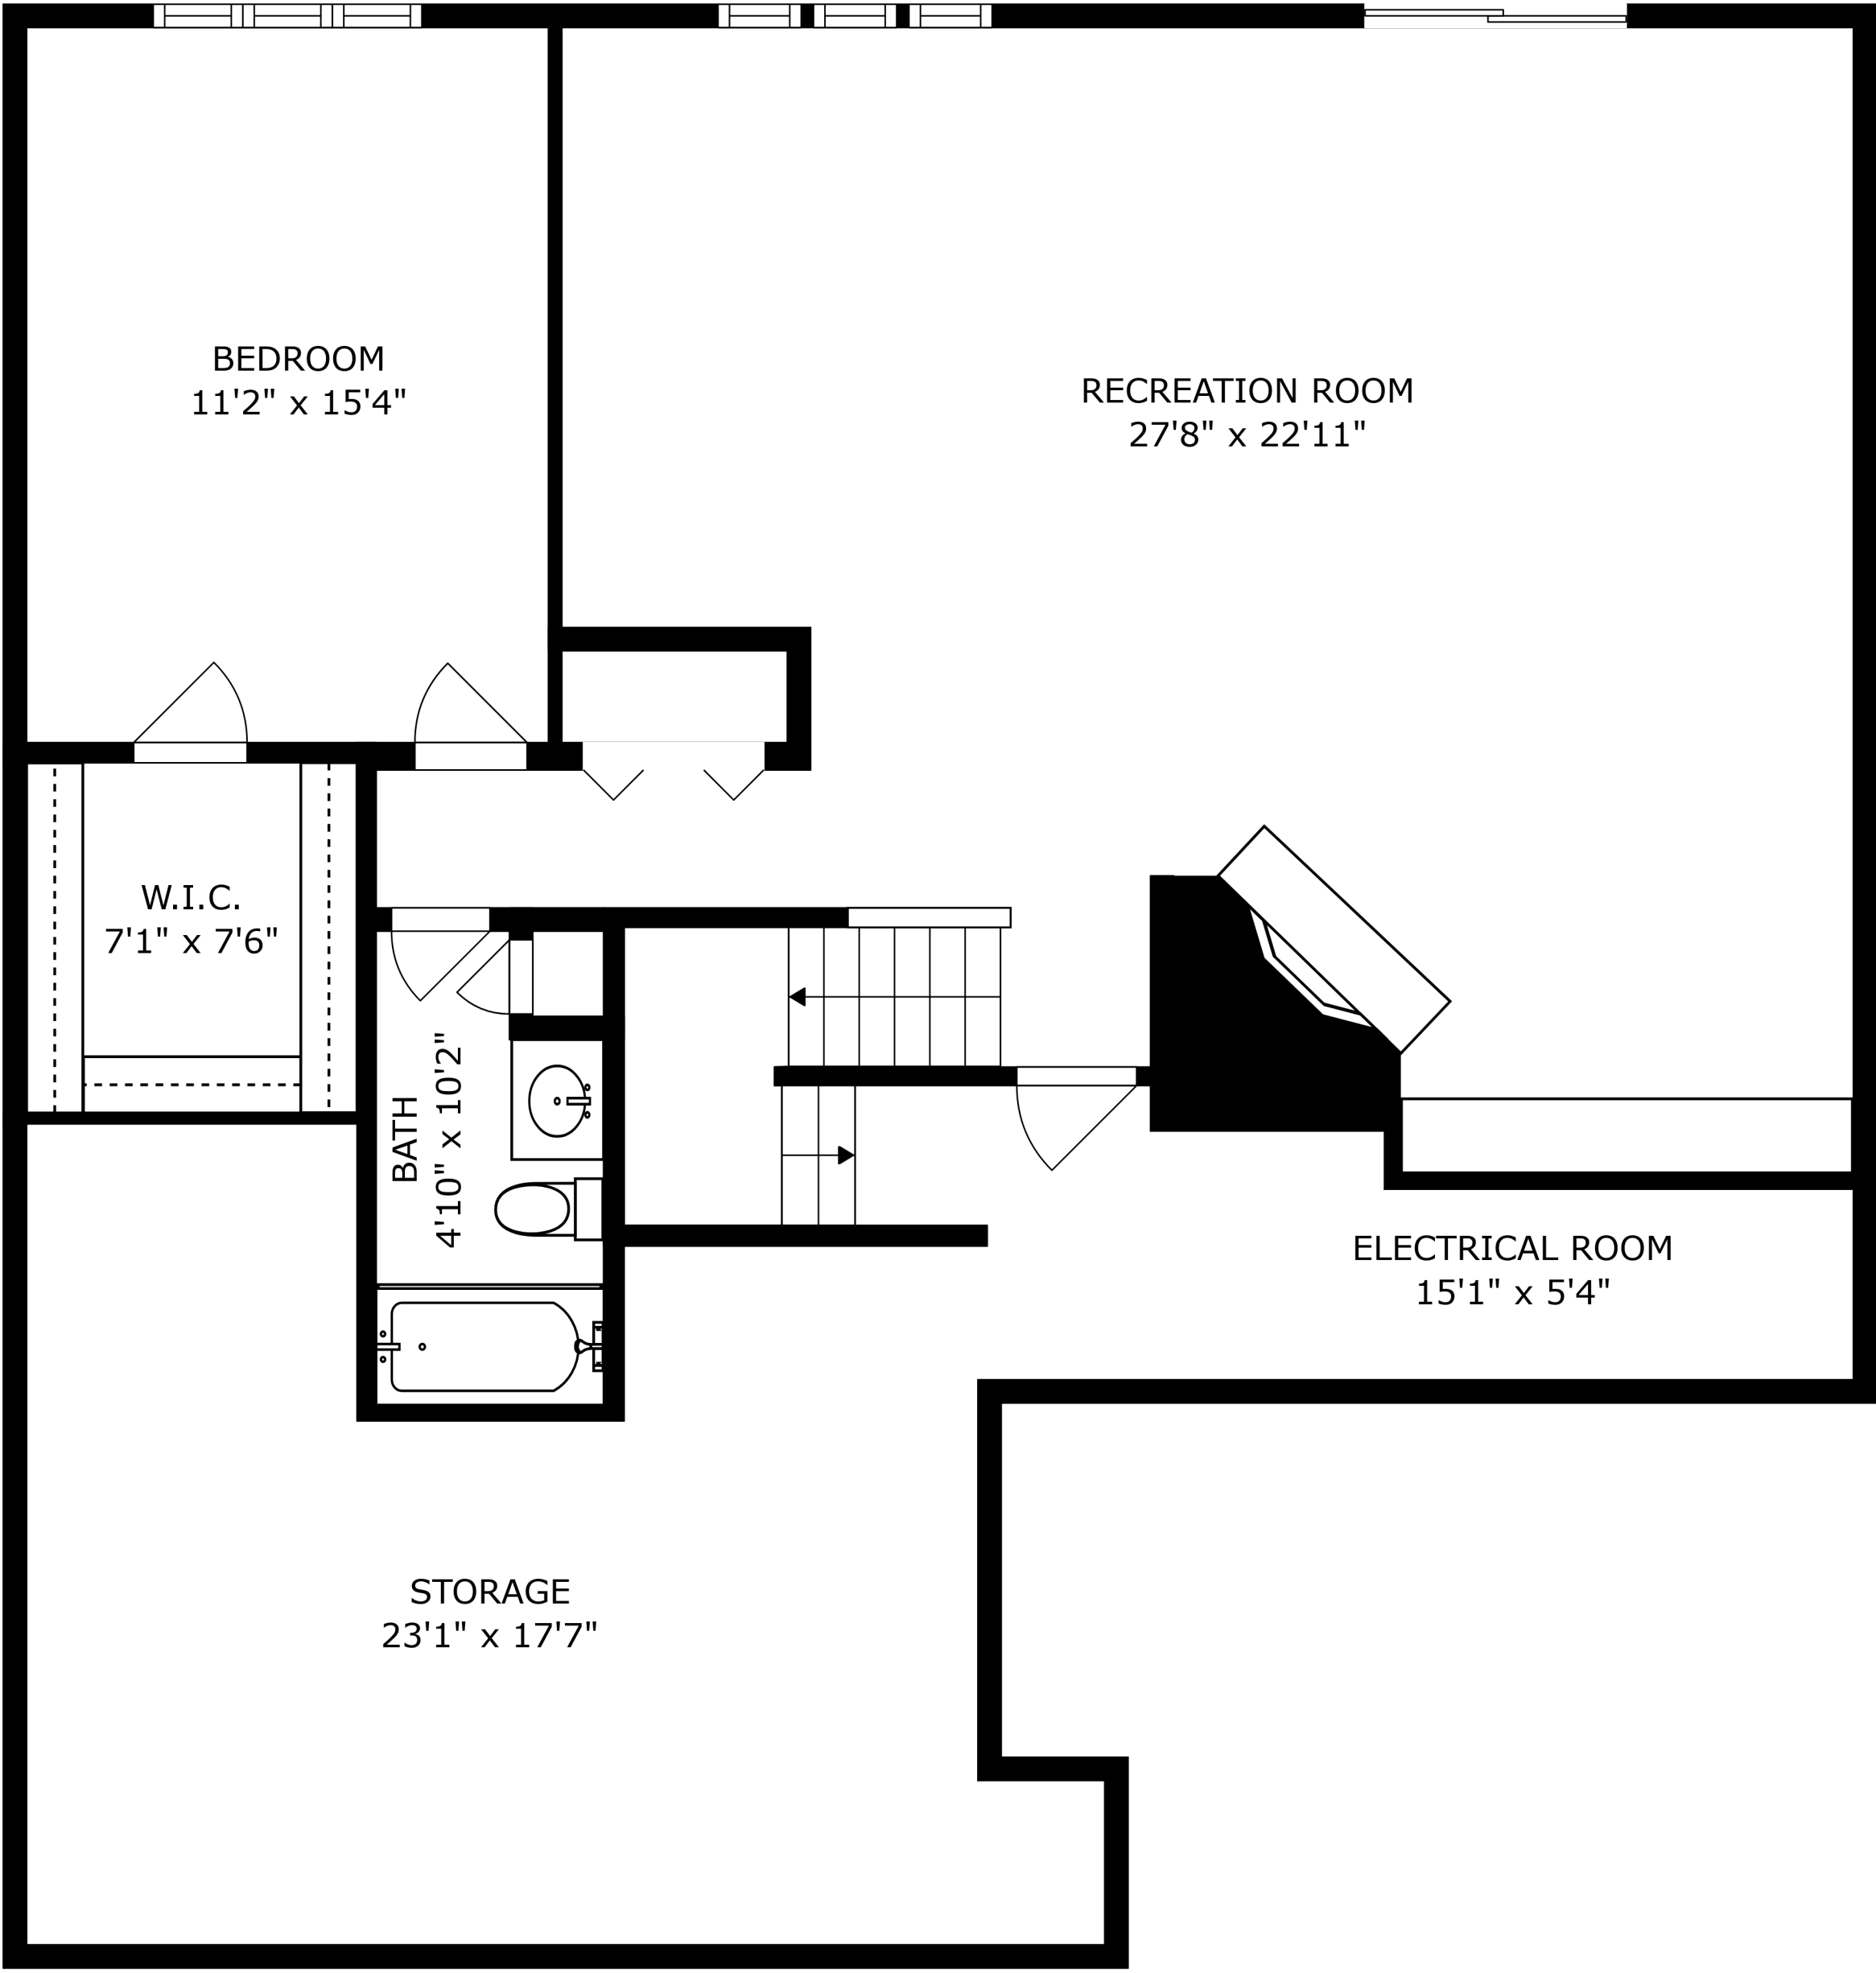 BEDROOM
11'2" x 15'4"
RECREATION ROOM
27'8" x 22'11"
W.I.C.
7'1" x 7'6"
BATH
4'10" x 10'2"
ELECTRICAL ROOM
15'1" x 5'4"
STORAGE
23'1" x 17'7"